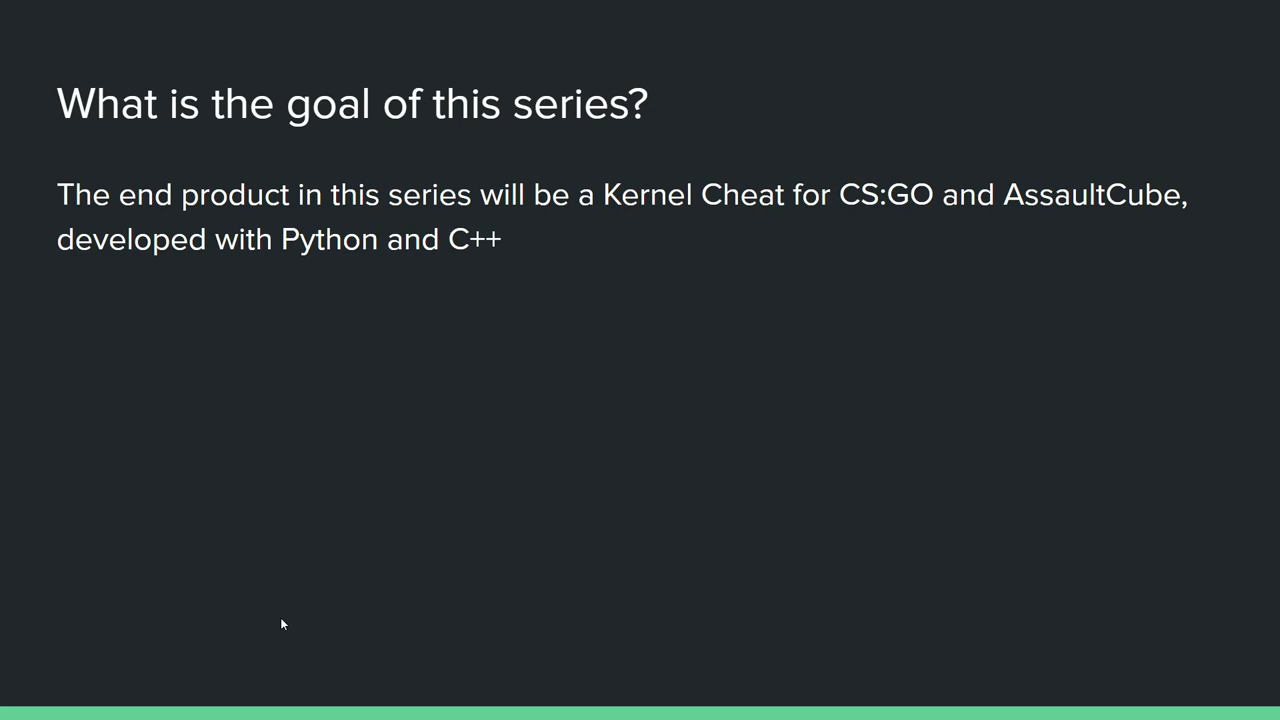 What is the goal of this series?
The end product in this series will be a Kernel Cheat for CS:GO and AssaultCube,
developed with Python and C++